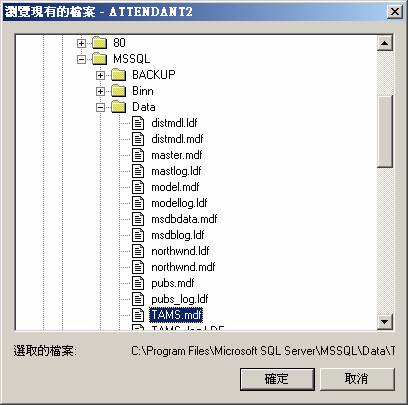 瀏覽現有的檔案 - ATTENDANT2
80
MSSQL
BACKUP
Binn
Data
distmdl.ldf
distmdl.mdf
master.mdf
mastlog.ldf
model.mdf
modellog.ldf
msdbdata.mdf
msdblog.ldf
northwnd.ldf
northwnd.mdf
pubs.mdf
pubs_log.ldf
TAMS.mdf
TAMS_log.LDF
選取的檔案: C:\Program Files\Microsoft SQL Server\MSSQL\Data\T
確定 取消